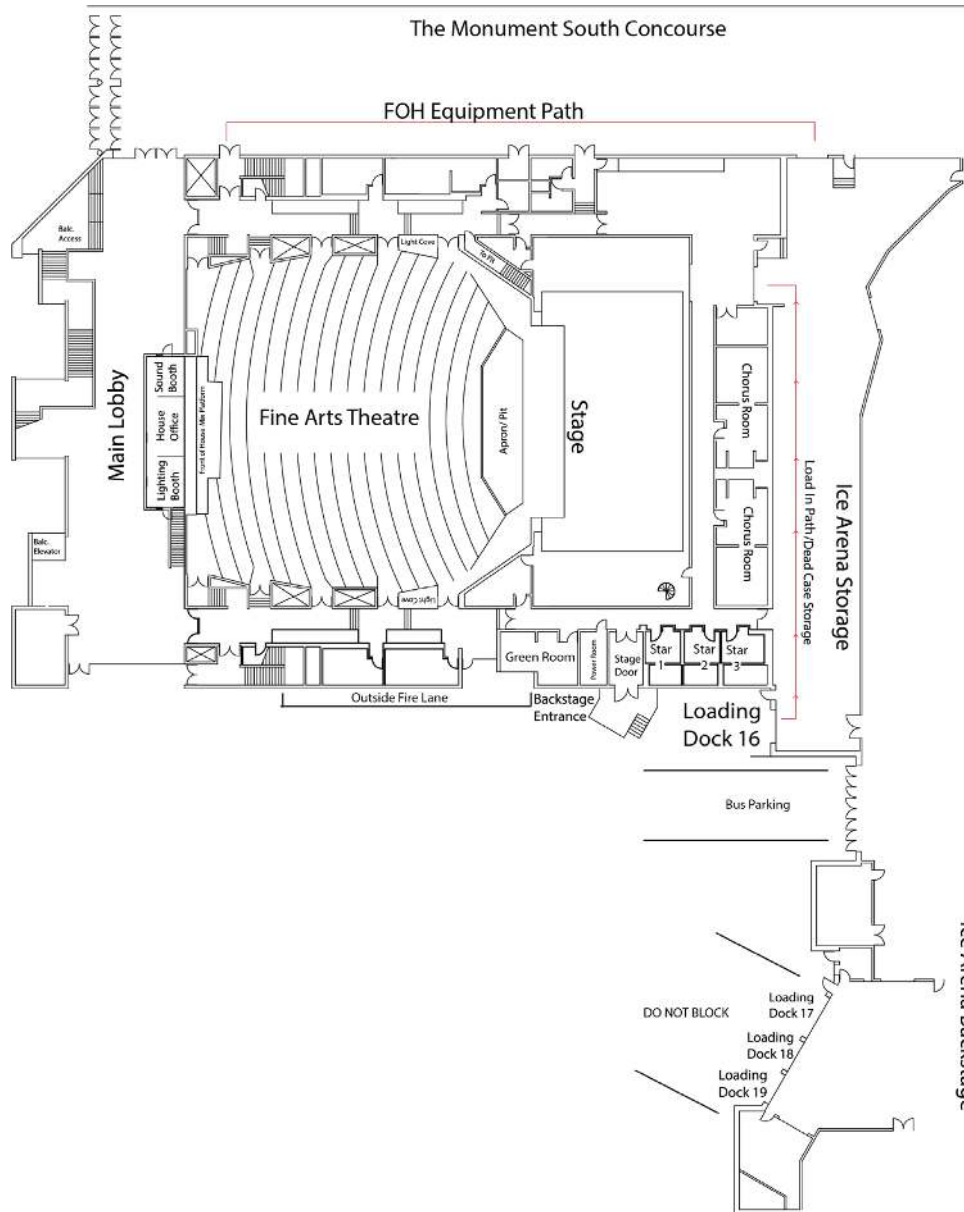 The Monument South Concourse
FOH Equipment Path
Balc.
Access
Light Cove
To Pit
Main Lobby
Sound
Booth
House
Office
Lighting
Booth
Front of House Mix Platform
Fine Arts Theatre
Apron/ Pit
Stage
Chorus Room
Chorus Room
Load In Path/Dead Case Storage
Ice Arena Storage
Balc.
Elevator
Light Cove
Green Room
Power Room
Stage
Door
Star
1
Star
2
Star
3
Outside Fire Lane
Backstage
Entrance
Loading
Dock 16
Bus Parking
Ice Arena Backstage
DO NOT BLOCK
Loading
Dock 17
Loading
Dock 18
Loading
Dock 19